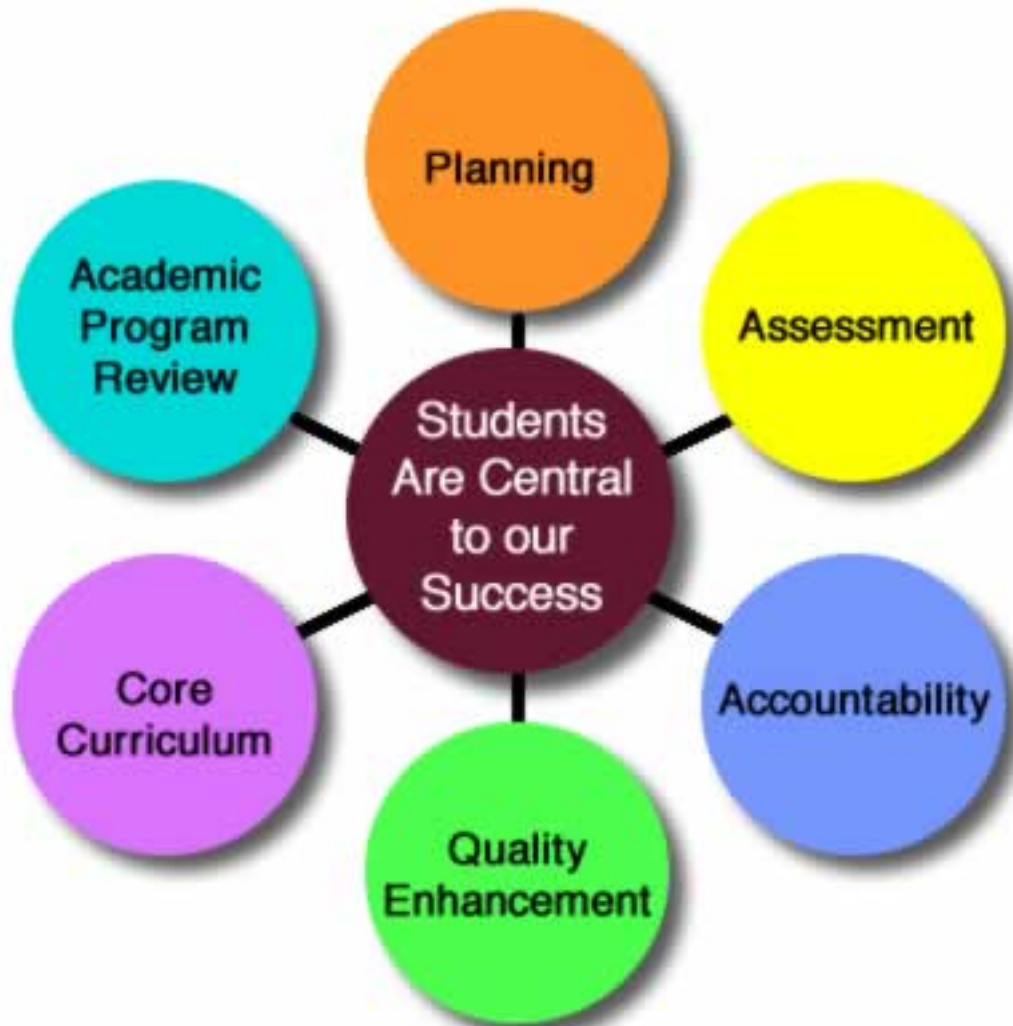 Planning
Assessment
Accountability
Quality
Enhancement
Core
Curriculum
Academic
Program
Review
Students
Are Central
to our
Success